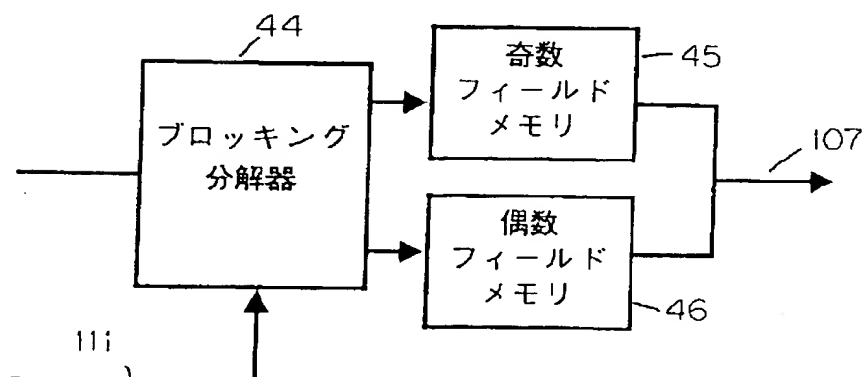 44
ブロッキング
分解器
奇数
フィールド
メモリ
45
偶数
フィールド
メモリ
46
107
11i